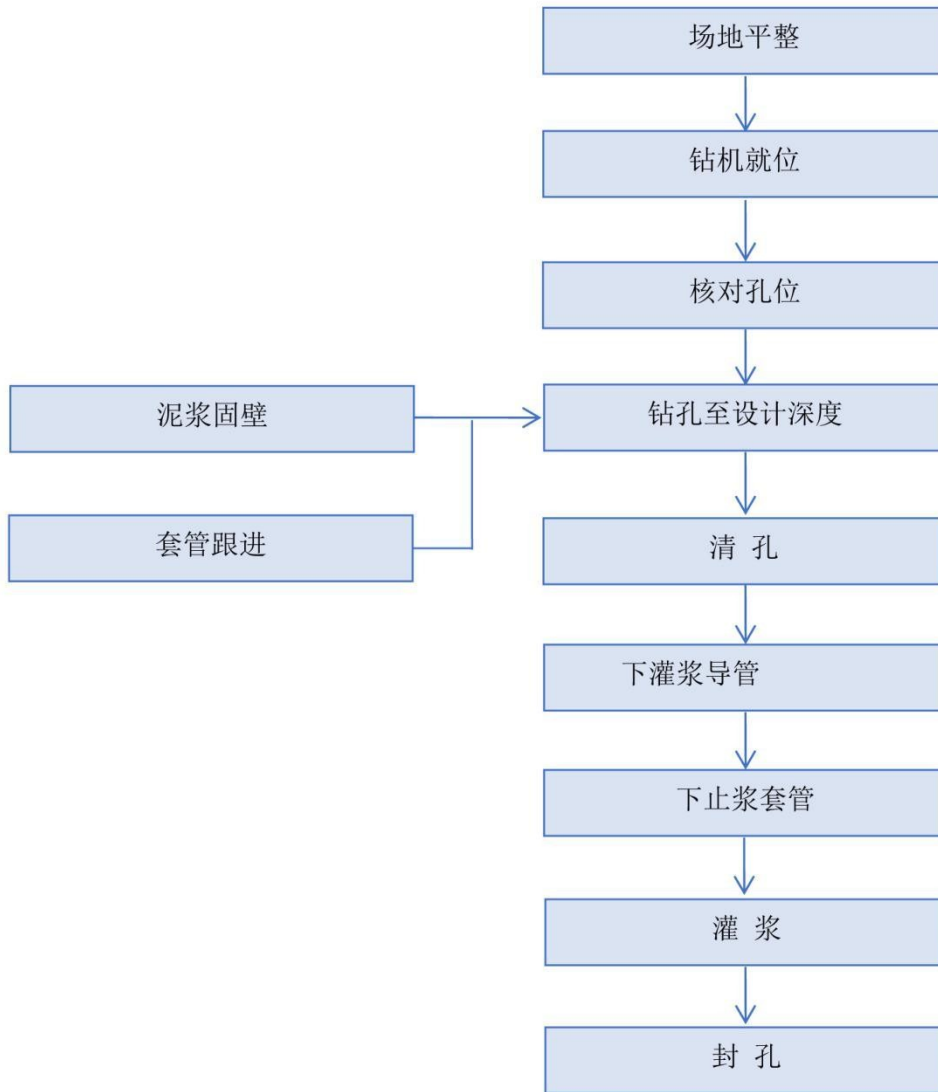 场地平整
钻机就位
核对孔位
泥浆固壁
钻孔至设计深度
套管跟进
清 孔
下灌浆导管
下止浆套管
灌 浆
封 孔